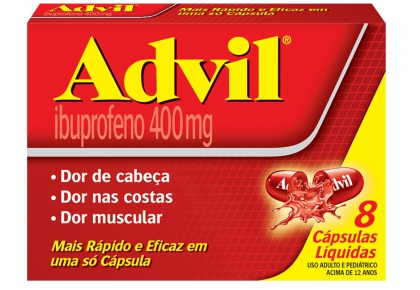 Mais Rápido e Eficaz em
uma só Cápsula
Advil®
ibuprofeno 400mg
• Dor de cabeça
• Dor nas costas
• Dor muscular
Mais Rápido e Eficaz em
uma só Cápsula
Advil
8
Cápsulas
Líquidas
USO ADULTO E PEDIÁTRICO
ACIMA DE 12 ANOS